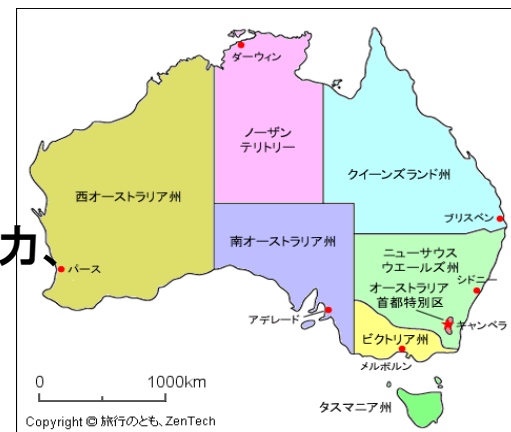 ダーウィン
ノーザン
テリトリー
クイーンズランド州
西オーストラリア州
ブリスベン
力、
南オーストラリア州
ニューサウス
ウエールズ州
パース
オーストラリア
首都特別区
シドニー
アデレード
キャンベラ
ビクトリア州
メルボルン
0 1000km
タスマニア州
Copyright © 旅行のとも、ZenTech